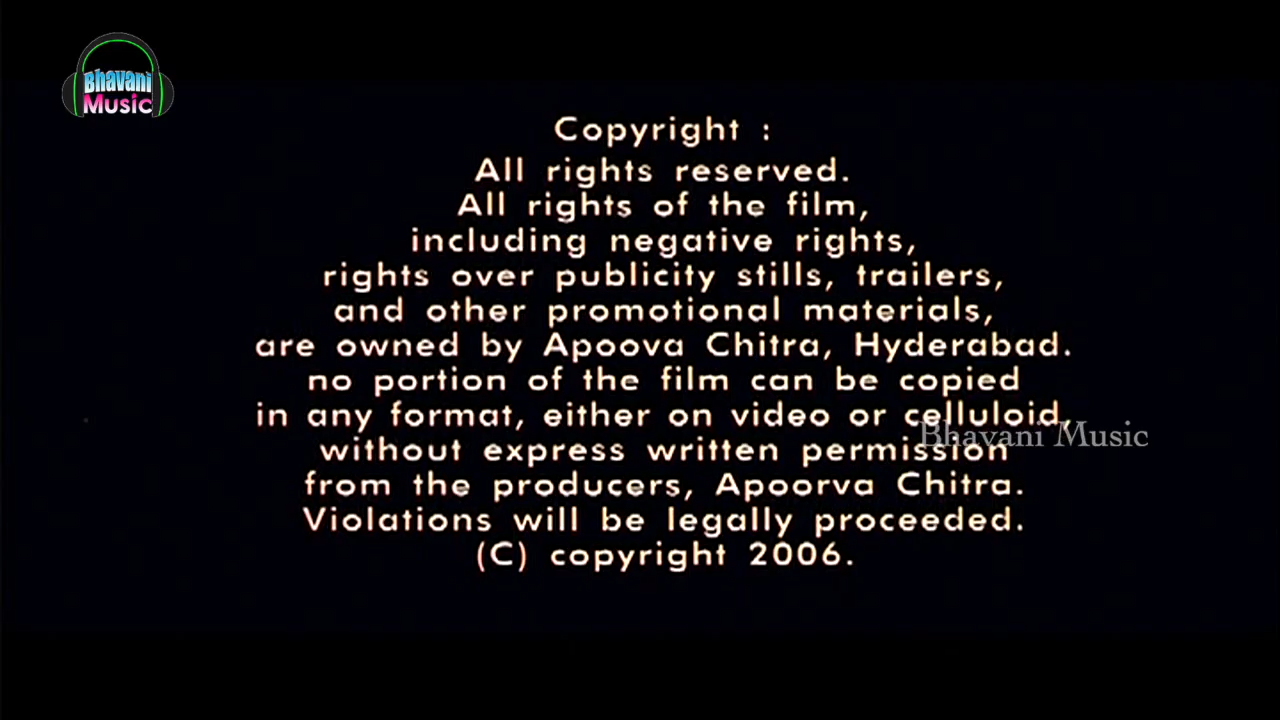 Bhavani
Music
Copyright :
All rights reserved.
All rights of the film,
including negative rights,
rights over publicity stills, trailers,
and other promotional materials,
are owned by Apoova Chitra, Hyderabad.
no portion of the film can be copied
in any format, either on video or celluloid,
Bhavani Music
without express written permission
from the producers, Apoorva Chitra.
Violations will be legally proceeded.
(C) copyright 2006.